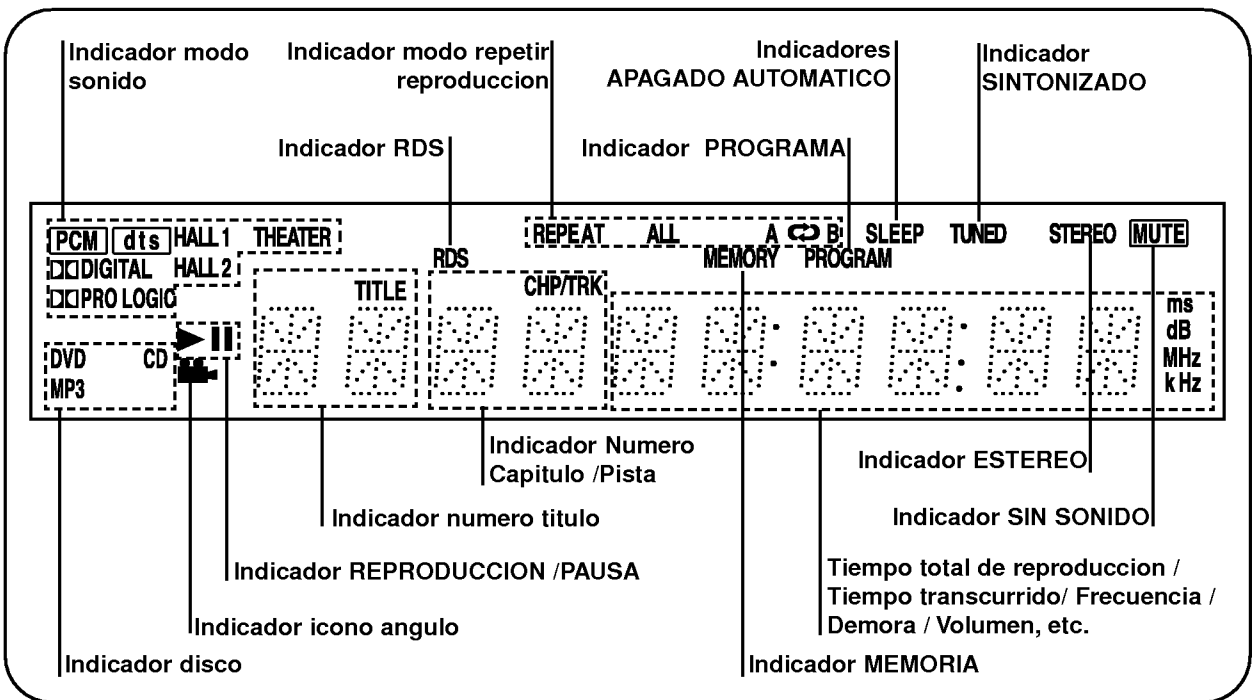 Indicador modo
sonido
Indicador modo repetir
reproduccion
Indicadores
APAGADO AUTOMATICO
Indicador
SINTONIZADO
Indicador RDS
Indicador PROGRAMA
PCM dts HALL 1 THEATER REPEAT ALL A B SLEEP TUNED STEREO MUTE
DIGITAL HALL 2 RDS MEMORY PROGRAM
PRO LOGIC TITLE CHP/TRK
ms
dB
MHz
kHz
DVD CD
MP3
Indicador Numero
Capitulo /Pista
Indicador ESTEREO
Indicador numero titulo
Indicador SIN SONIDO
Indicador REPRODUCCION /PAUSA
Tiempo total de reproduccion /
Tiempo transcurrido/ Frecuencia /
Demora / Volumen, etc.
Indicador icono angulo
Indicador disco
Indicador MEMORIA